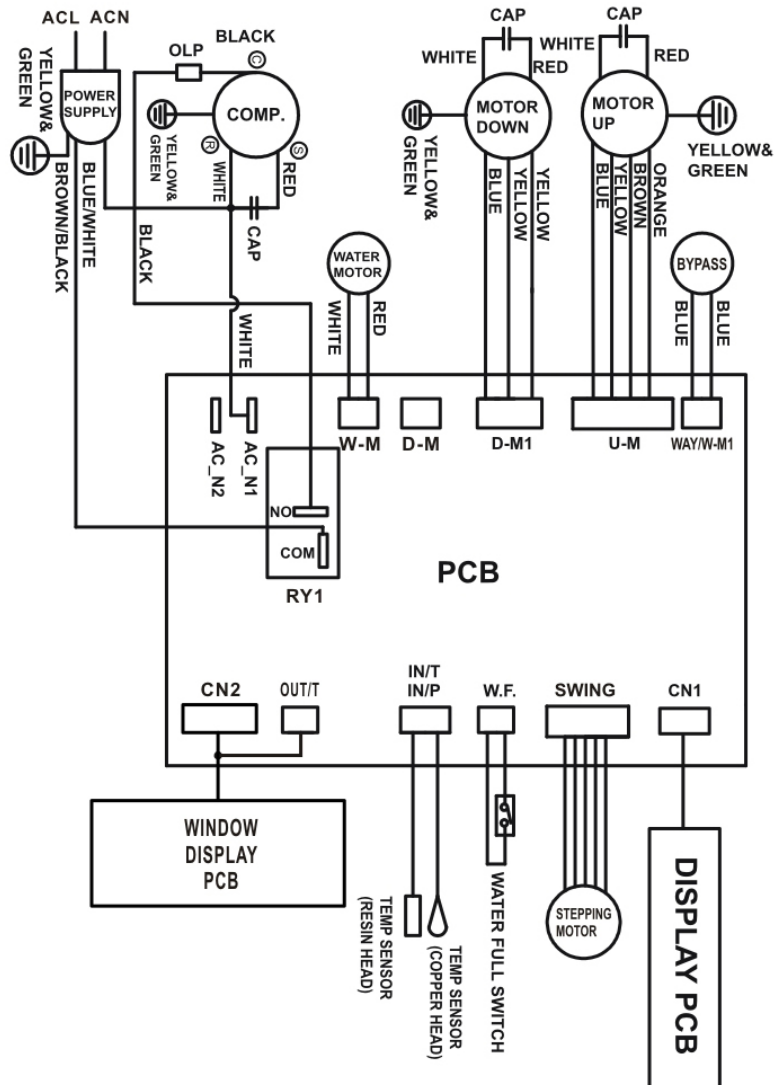 ACL ACN
YELLOW&
GREEN
POWER
SUPPLY
BROWN/BLACK
BLUE/WHITE
OLP
BLACK
C
COMP.
YELLOW&
GREEN
R
S
WHITE
RED
CAP
BLACK
WHITE
CAP
WHITE
RED
MOTOR
DOWN
YELLOW&
GREEN
BLUE
YELLOW
YELLOW
CAP
WHITE
RED
MOTOR
UP
YELLOW&
GREEN
BLUE
YELLOW
BROWN
ORANGE
WATER
MOTOR
WHITE
RED
BYPASS
BLUE
BLUE
AC_N2
AC_N1
W-M
D-M
D-M1
U-M
WAY/W-M1
NO
COM
RY1
PCB
CN2
OUT/T
IN/T
IN/P
W.F.
SWING
CN1
WINDOW
DISPLAY
PCB
TEMP SENSOR
(RESIN HEAD)
TEMP SENSOR
(COPPER HEAD)
WATER FULL SWITCH
STEPPING
MOTOR
DISPLAY PCB